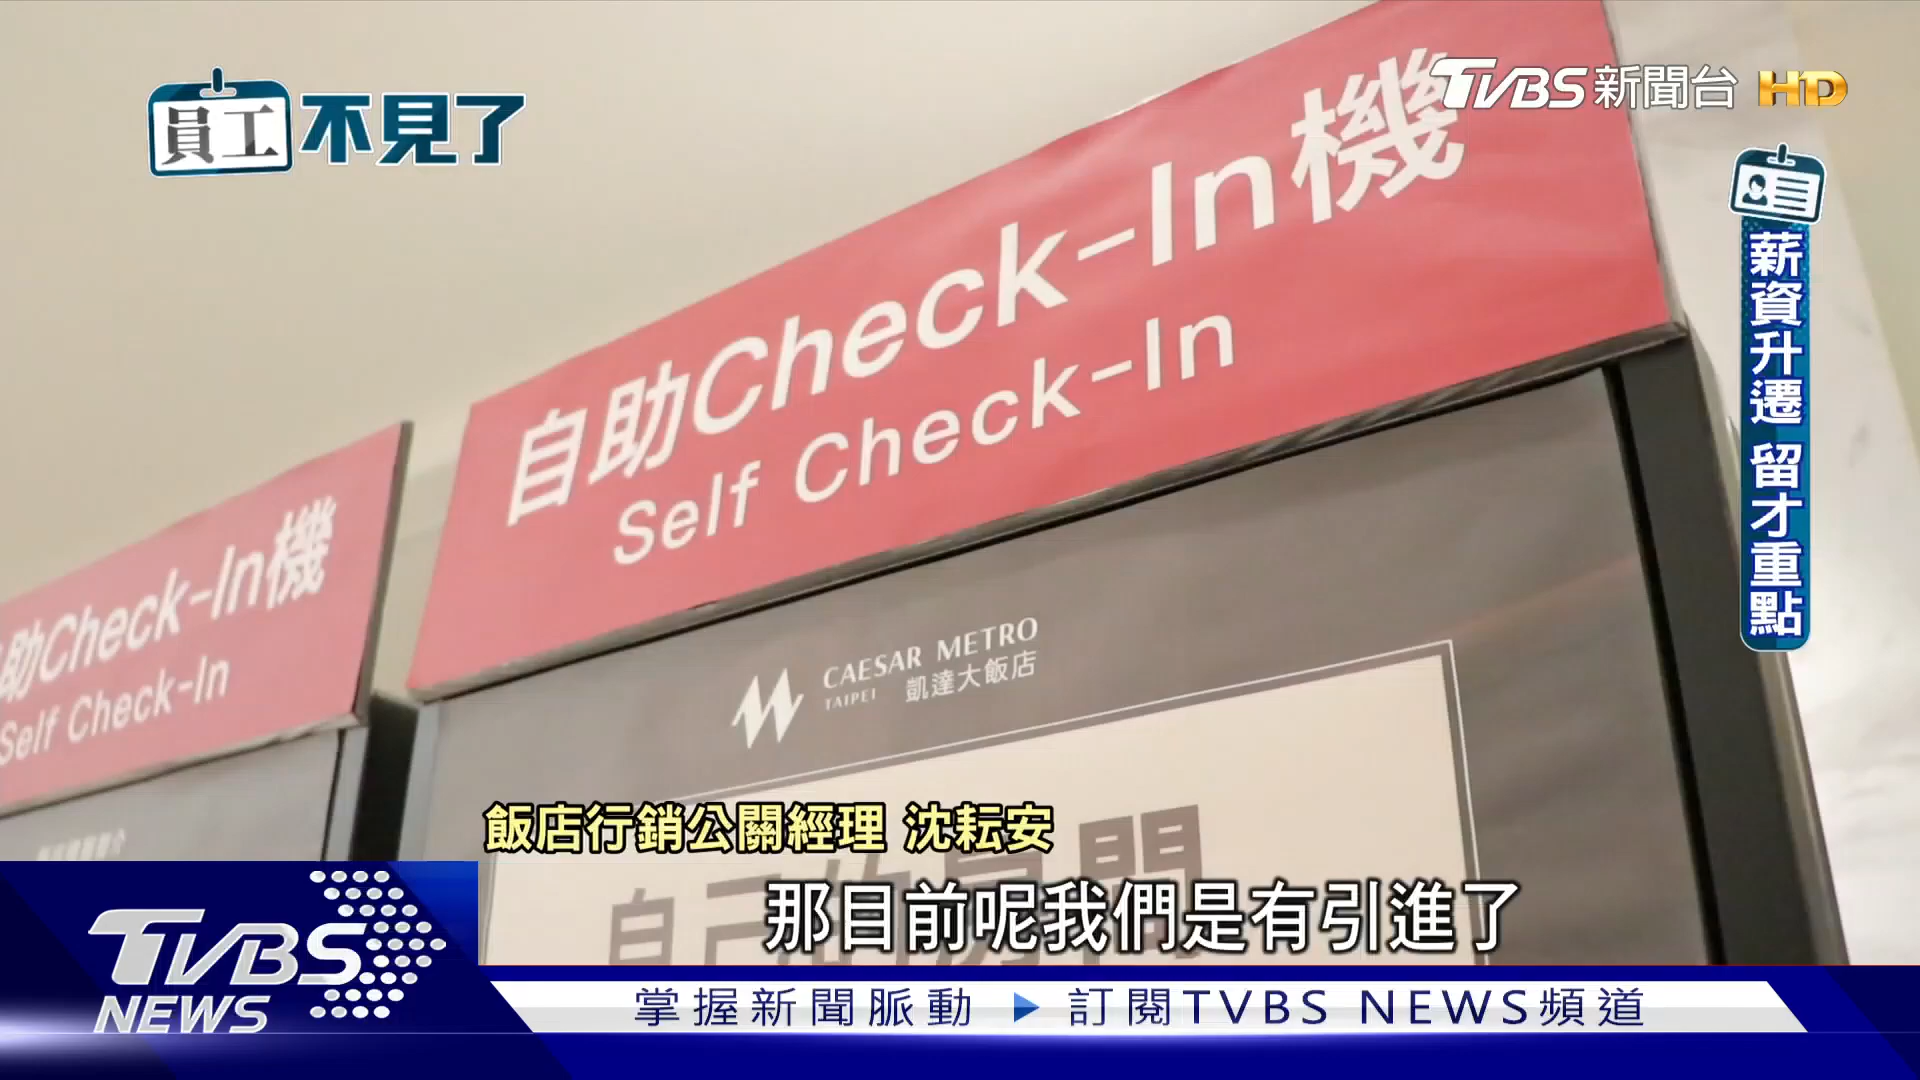 員工不見了
TVBS新聞台 HD
薪資升遷 留才重點
自助Check-In機
Self Check-In
助Check-In機
Self Check-In
CAESAR METRO
TAIPEI 凱達大飯店
自己的房間
飯店行銷公關經理 沈耘安
那目前呢我們是有引進了
TVBS NEWS
掌握新聞脈動 ▶ 訂閱TVBS NEWS頻道